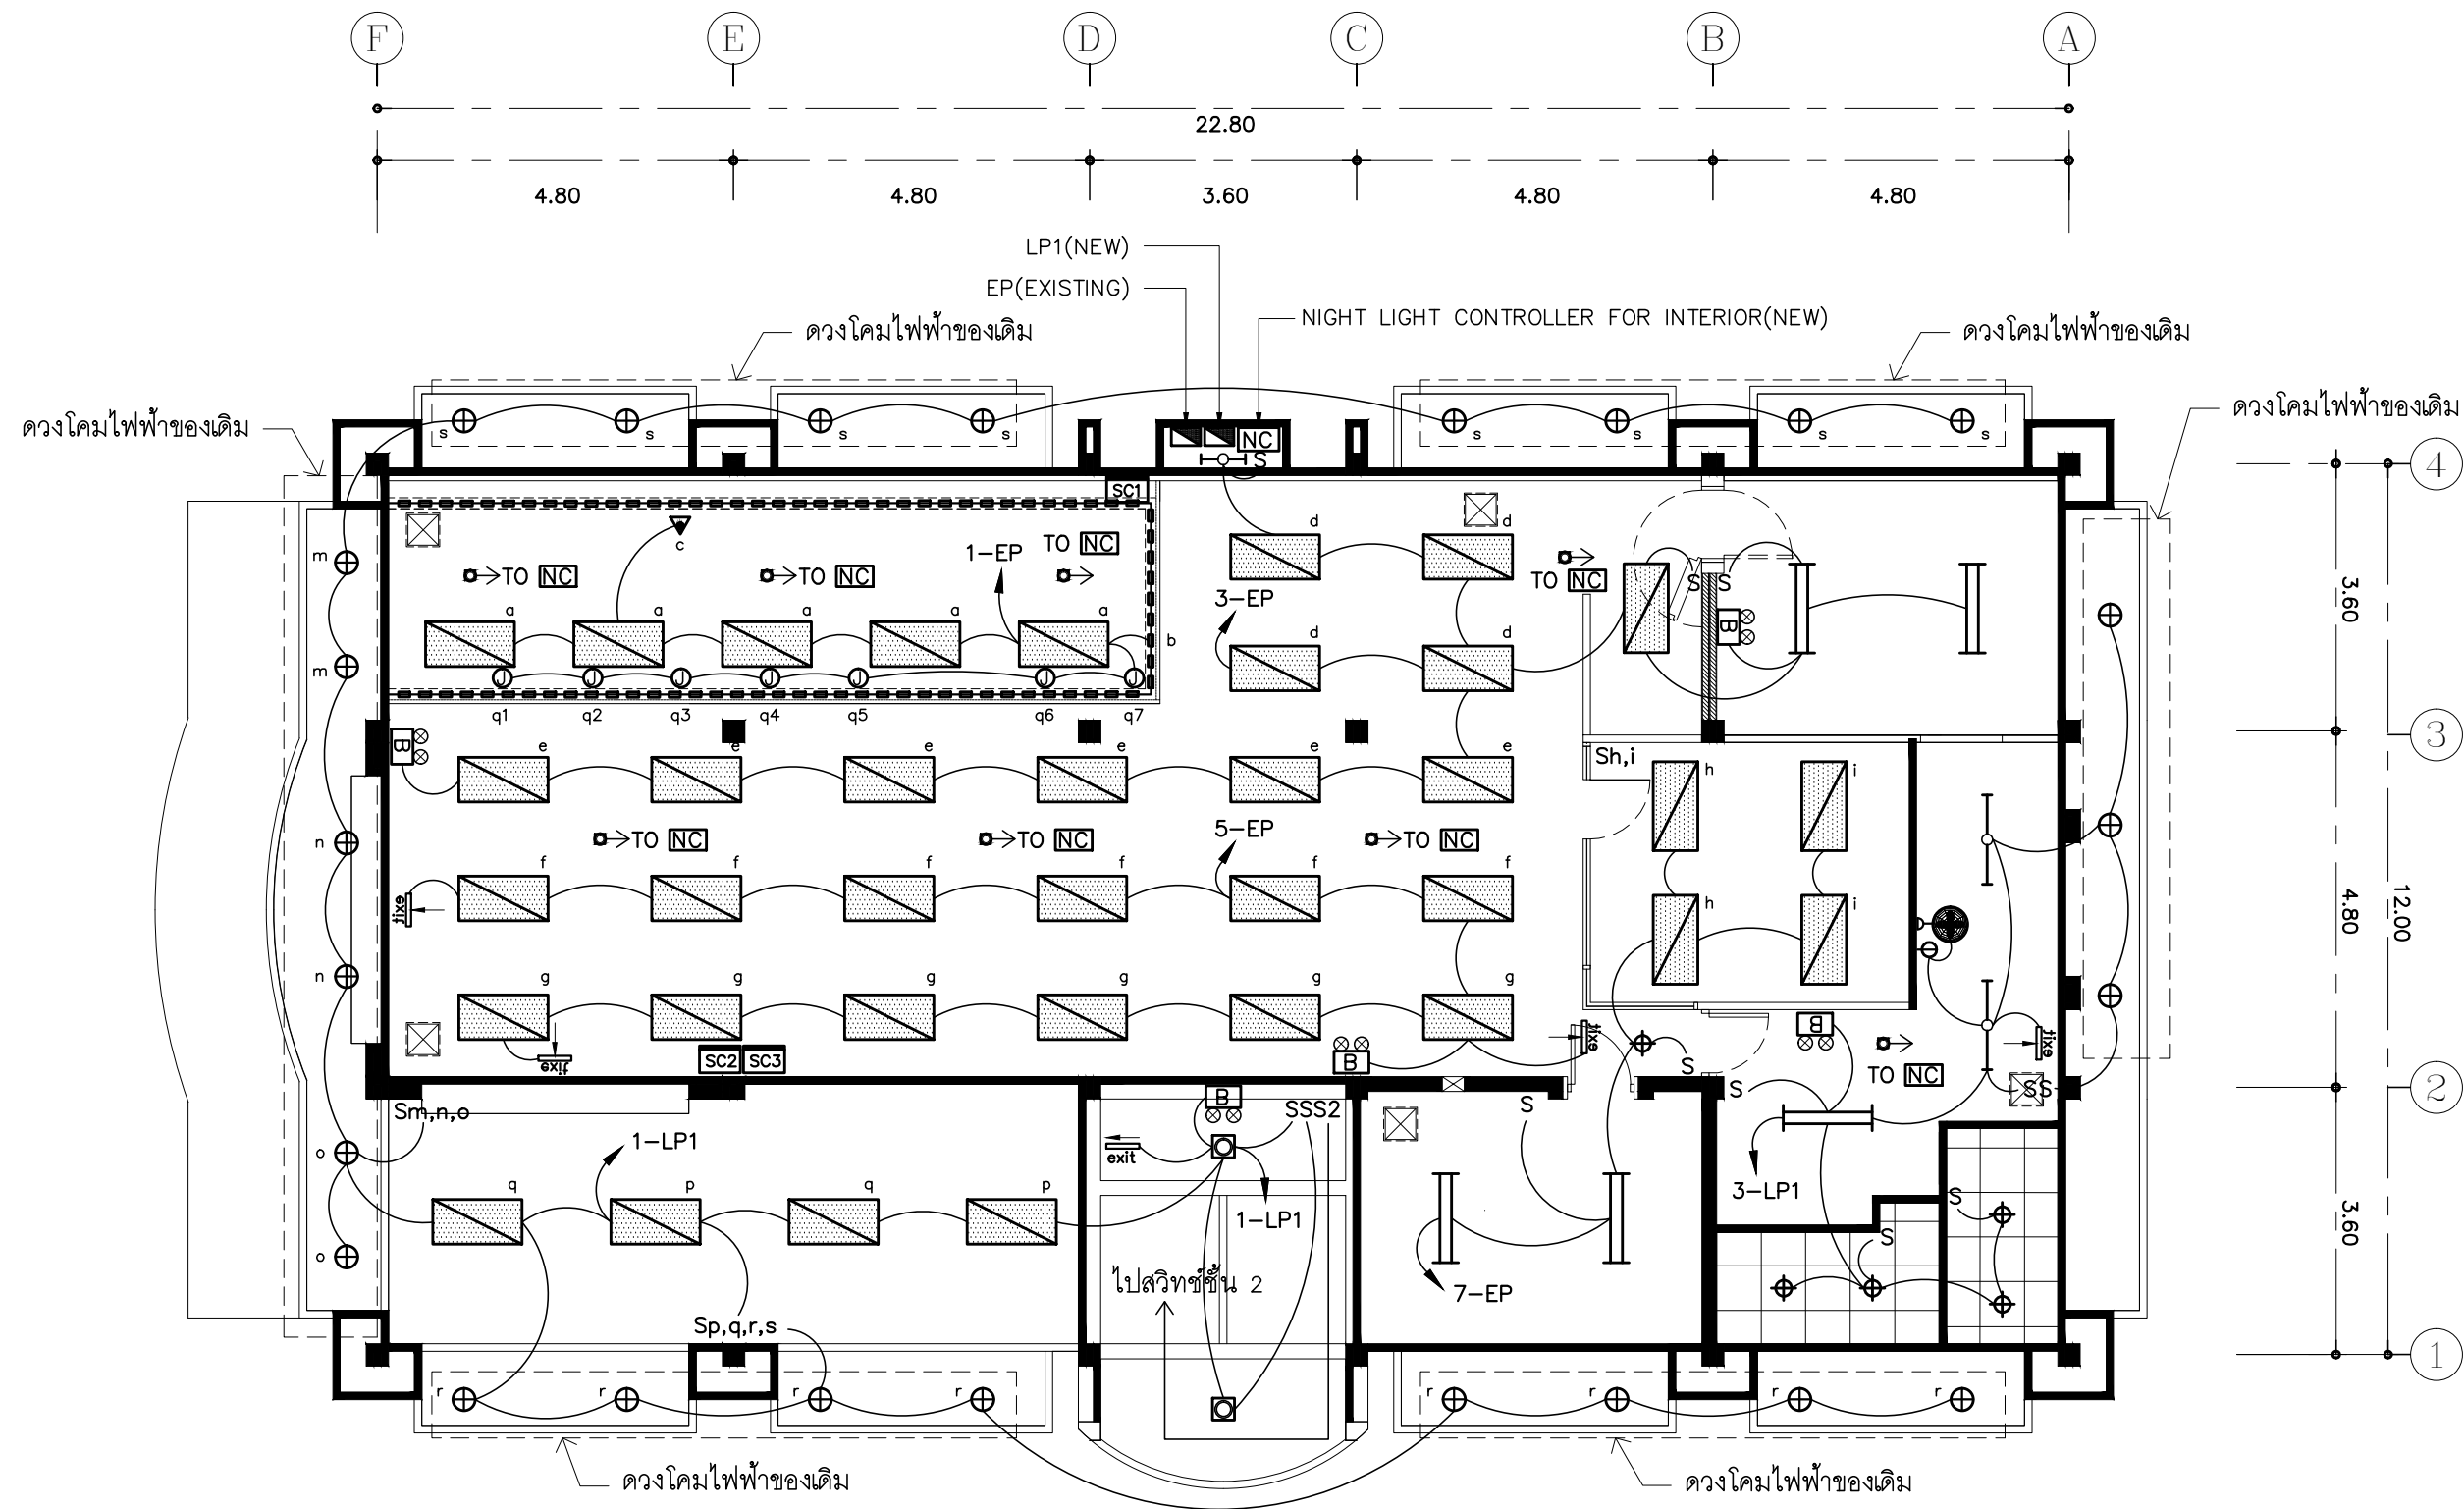 F E D C B A
22.80
4.80 4.80 3.60 4.80 4.80
LP1(NEW)
EP(EXISTING)
NIGHT LIGHT CONTROLLER FOR INTERIOR(NEW)
ดวงโคมไฟฟ้าของเดิม
ดวงโคมไฟฟ้าของเดิม
ดวงโคมไฟฟ้าของเดิม
ดวงโคมไฟฟ้าของเดิม
s s s s s s s s
NC
S
4
SC1
d d
c
1-EP
TO NC
m
TO NC
TO NC
TO NC
S S
3-EP
3.60
a a a a a
d d
b
B
m
J J J J J J J
q1 q2 q3 q4 q5 q6 q7
3
B
e e e e e e
Sh,i
h i
n
TO NC
TO NC
5-EP
TO NC
f f f f f f
4.80
12.00
exit
h i
n
g g g g g g
exit
B
exit
exit
SC2 SC3
B
S
TO NC
S
SS
2
B
Sm,n,o
SSS2
S
1-LP1
o
exit
3-LP1
q p q p
S
1-LP1
3.60
S
o
ไปสวิทช์ชั้น 2
7-EP
Sp,q,r,s
1
r r r r r r r r
ดวงโคมไฟฟ้าของเดิม
ดวงโคมไฟฟ้าของเดิม